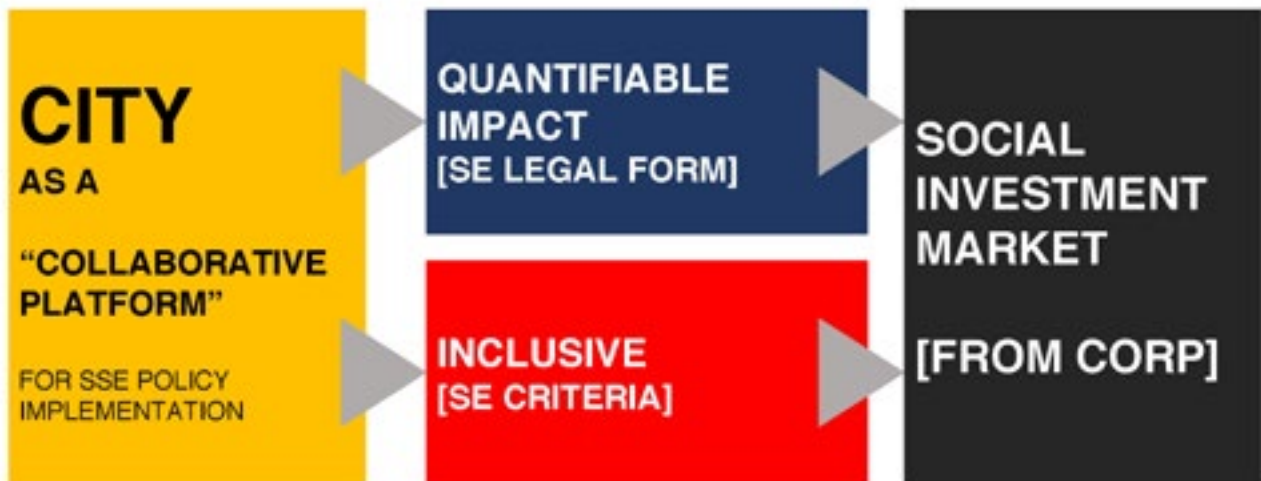 CITY
AS A
“COLLABORATIVE
PLATFORM”
FOR SSE POLICY
IMPLEMENTATION
QUANTIFIABLE
IMPACT
[SE LEGAL FORM]
INCLUSIVE
[SE CRITERIA]
SOCIAL
INVESTMENT
MARKET
[FROM CORP]